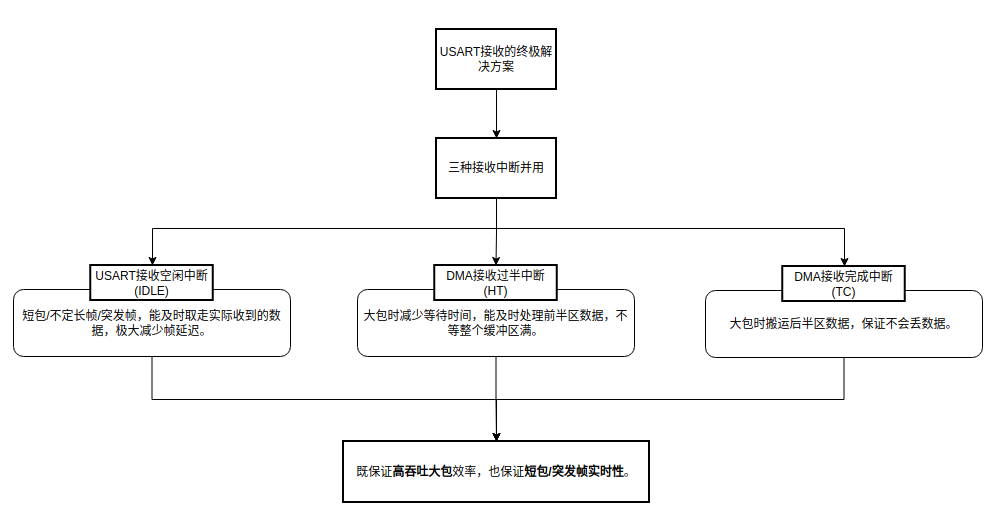 USART接收的终极解
决方案
三种接收中断并用
USART接收空闲中断
(IDLE)
短包/不定长帧/突发帧，能及时取走实际收到的数
据，极大减少帧延迟。
DMA接收过半中断
(HT)
大包时减少等待时间，能及时处理前半区数据，不
等整个缓冲区满。
DMA接收完成中断
(TC)
大包时搬运后半区数据，保证不会丢数据。
既保证高吞吐大包效率，也保证短包/突发帧实时性。